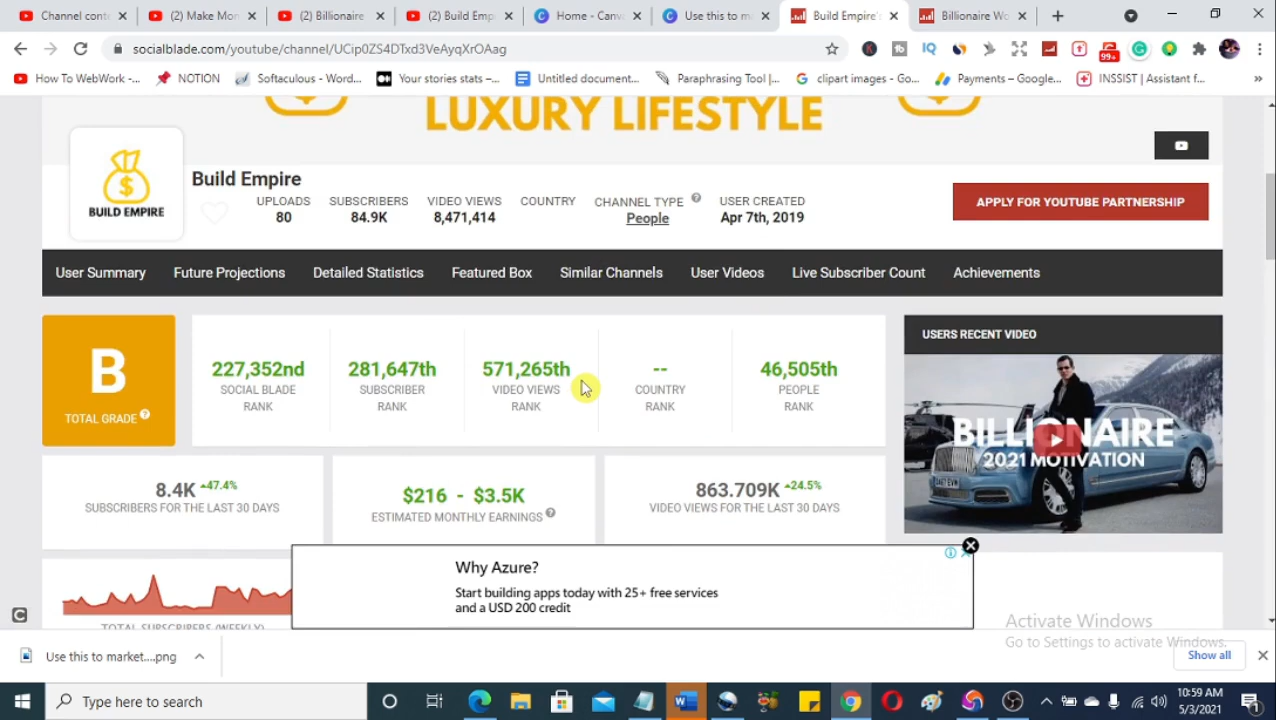 Channel conte
(2) Make Mon
(2) Billionaire
(2) Build Emp
Home - Canv
Use this to m
Build Empire'
Billionaire Wo
socialblade.com/youtube/channel/UCip0ZS4DTxd3VeAyqXrOAag
99+
How To WebWork -...
NOTION
Softaculous - Word...
Your stories stats –...
Untitled document...
Paraphrasing Tool |...
clipart images - Go...
Payments – Google...
INSSIST | Assistant f...
LUXURY LIFESTYLE
BUILD EMPIRE
Build Empire
UPLOADS
80
SUBSCRIBERS
84.9K
VIDEO VIEWS
8,471,414
COUNTRY
CHANNEL TYPE
People
USER CREATED
Apr 7th, 2019
APPLY FOR YOUTUBE PARTNERSHIP
User Summary
Future Projections
Detailed Statistics
Featured Box
Similar Channels
User Videos
Live Subscriber Count
Achievements
B
TOTAL GRADE
227,352nd
SOCIAL BLADE
RANK
281,647th
SUBSCRIBER
RANK
571,265th
VIDEO VIEWS
RANK
--
COUNTRY
RANK
46,505th
PEOPLE
RANK
USERS RECENT VIDEO
BILLIONAIRE
2021 MOTIVATION
8.4K 47.4%
SUBSCRIBERS FOR THE LAST 30 DAYS
$216 - $3.5K
ESTIMATED MONTHLY EARNINGS
863.709K 24.5%
VIDEO VIEWS FOR THE LAST 30 DAYS
Why Azure?
Start building apps today with 25+ free services
and a USD 200 credit
TOTAL SUBSCRIBERS (WEEKLY)
Activate Windows
Go to Settings to activate Windows.
Use this to market....png
Show all
Type here to search
10:59 AM
5/3/2021